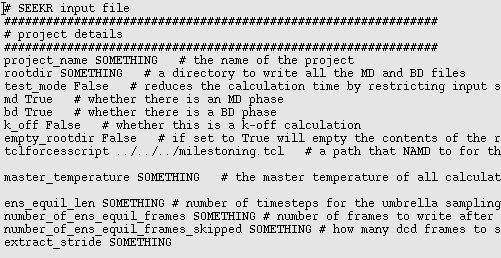 # SEEKR input file
##################################################################
# project details
##################################################################
project_name SOMETHING # the name of the project
rootdir SOMETHING # a directory to write all the MD and BD files
test_mode False # reduces the calculation time by restricting input s
md True # whether there is an MD phase
bd True # whether there is a BD phase
k_off False # whether this is a k-off calculation
empty_rootdir False # if set to True will empty the contents of the r
tclforcesscript ../../../milestoning.tcl # a path that NAMD to for th
master_temperature SOMETHING # the master temperature of all calculat
ens_equil_len SOMETHING # number of timesteps for the umbrella sampling
number_of_ens_equil_frames SOMETHING # number of frames to write after
number_of_ens_equil_frames_skipped SOMETHING # how many dcd frames to s
extract_stride SOMETHING